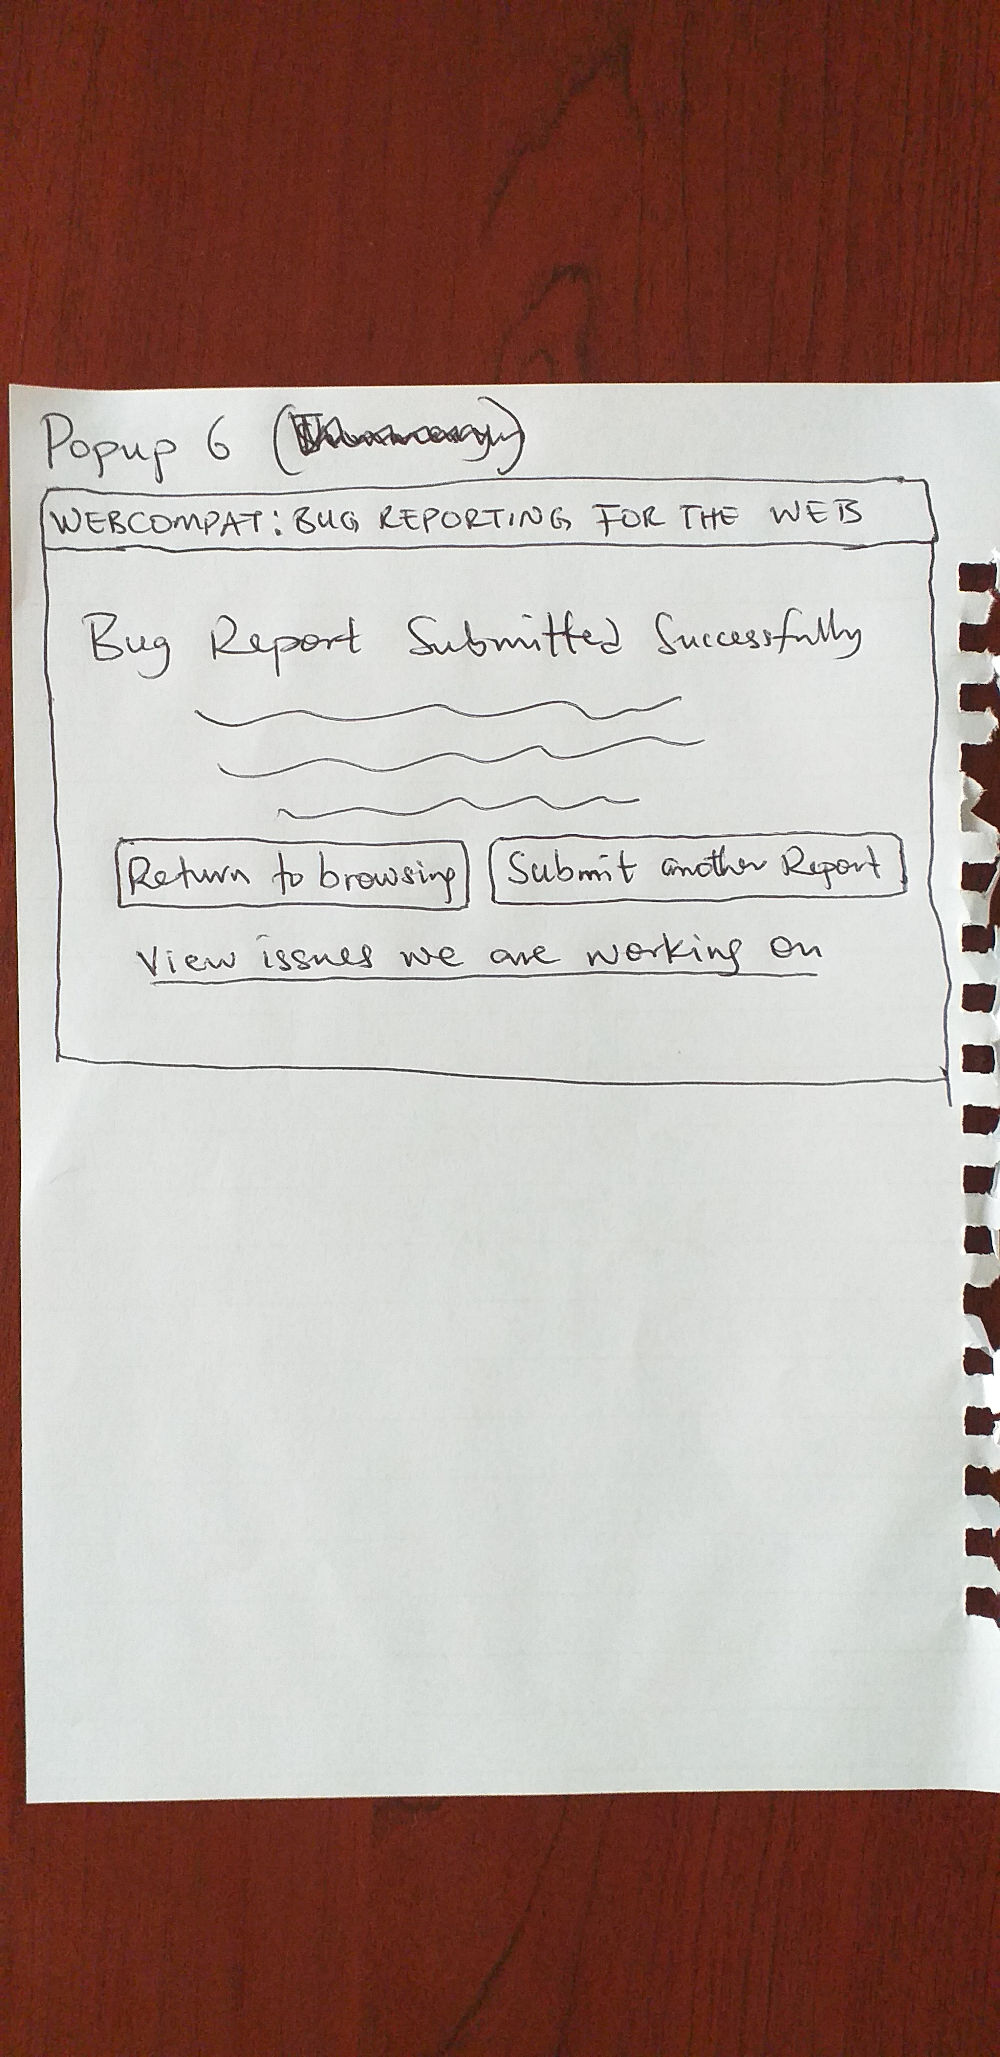 Popup 6
WEBCOMPAT: BUG REPORTING FOR THE WEB
Bug Report Submitted Successfully
Return to browsing Submit another Report
View issues we are working on